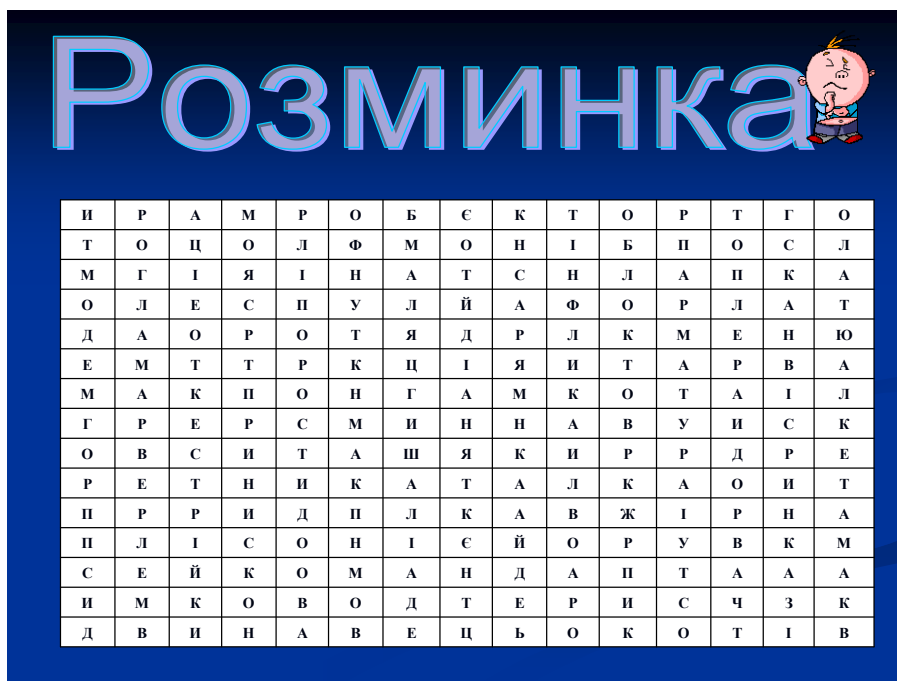 Розминка
И Р А М Р О Б Є К Т О Р Т Г О
Т О Ц О Л Ф М О Н І Б П О С Л
М Г І Я І Н А Т С Н Л А П К А
О Л Е С П У Л Й А Ф О Р Л А Т
Д А О Р О Т Я Д Р Л К М Е Н Ю
Е М Т Т Р К Ц І Я И Т А Р В А
М А К П О Н Г А М К О Т А І Л
Г Р Е Р С М И Н Н А В У И С К
О В С И Т А Ш Я К И Р Р Д Р Е
Р Е Т Н И К А Т А Л К А О И Т
П Р Р И Д П Л К А В Ж І Р Н А
П Л І С О Н І Є Й О Р У В К М
С Е Й К О М А Н Д А П Т А А А
И М К О В О Д Т Е Р И С Ч З К
Д В И Н А В Е Ц Ь О К О Т І В